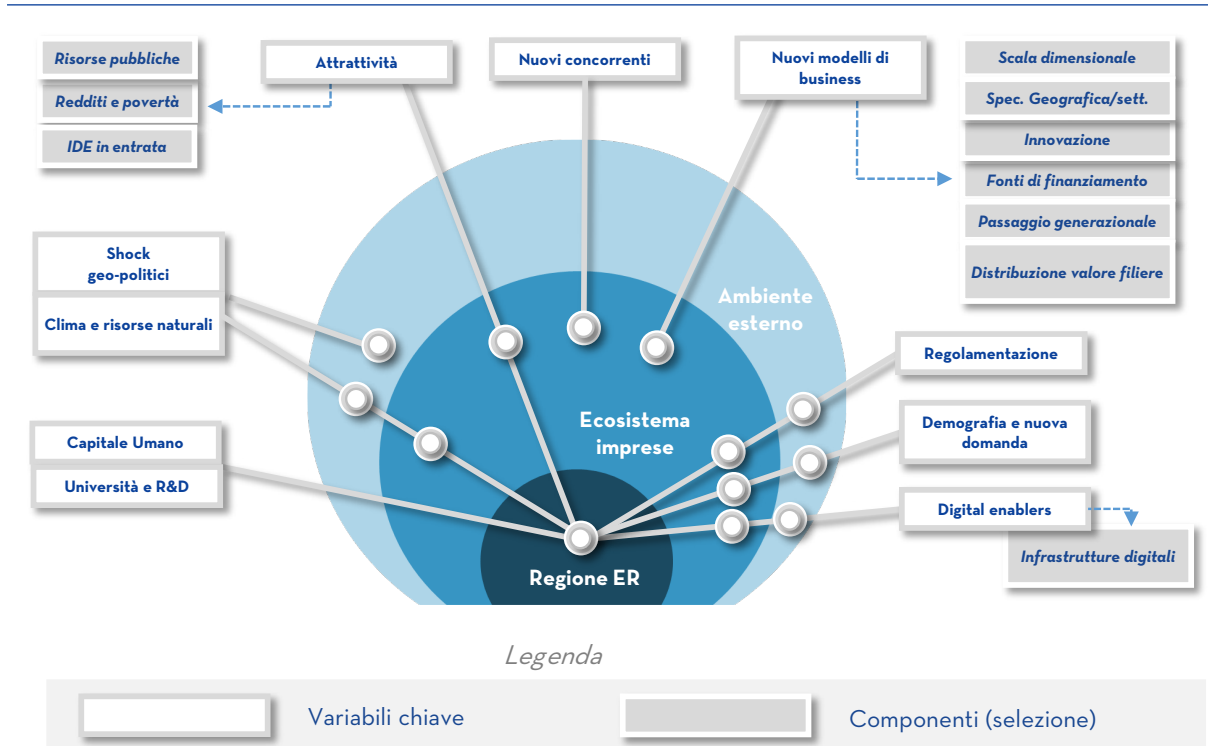 Risorse pubbliche
Redditi e povertà
IDE in entrata
Attrattività
Nuovi concorrenti
Nuovi modelli di
business
Scala dimensionale
Spec. Geografica/sett.
Innovazione
Fonti di finanziamento
Passaggio generazionale
Distribuzione valore filiere
Shock
geo-politici
Clima e risorse naturali
Ambiente
esterno
Regolamentazione
Capitale Umano
Università e R&D
Ecosistema
imprese
Demografia e nuova
domanda
Digital enablers
Infrastrutture digitali
Regione ER
Legenda
Variabili chiave
Componenti (selezione)